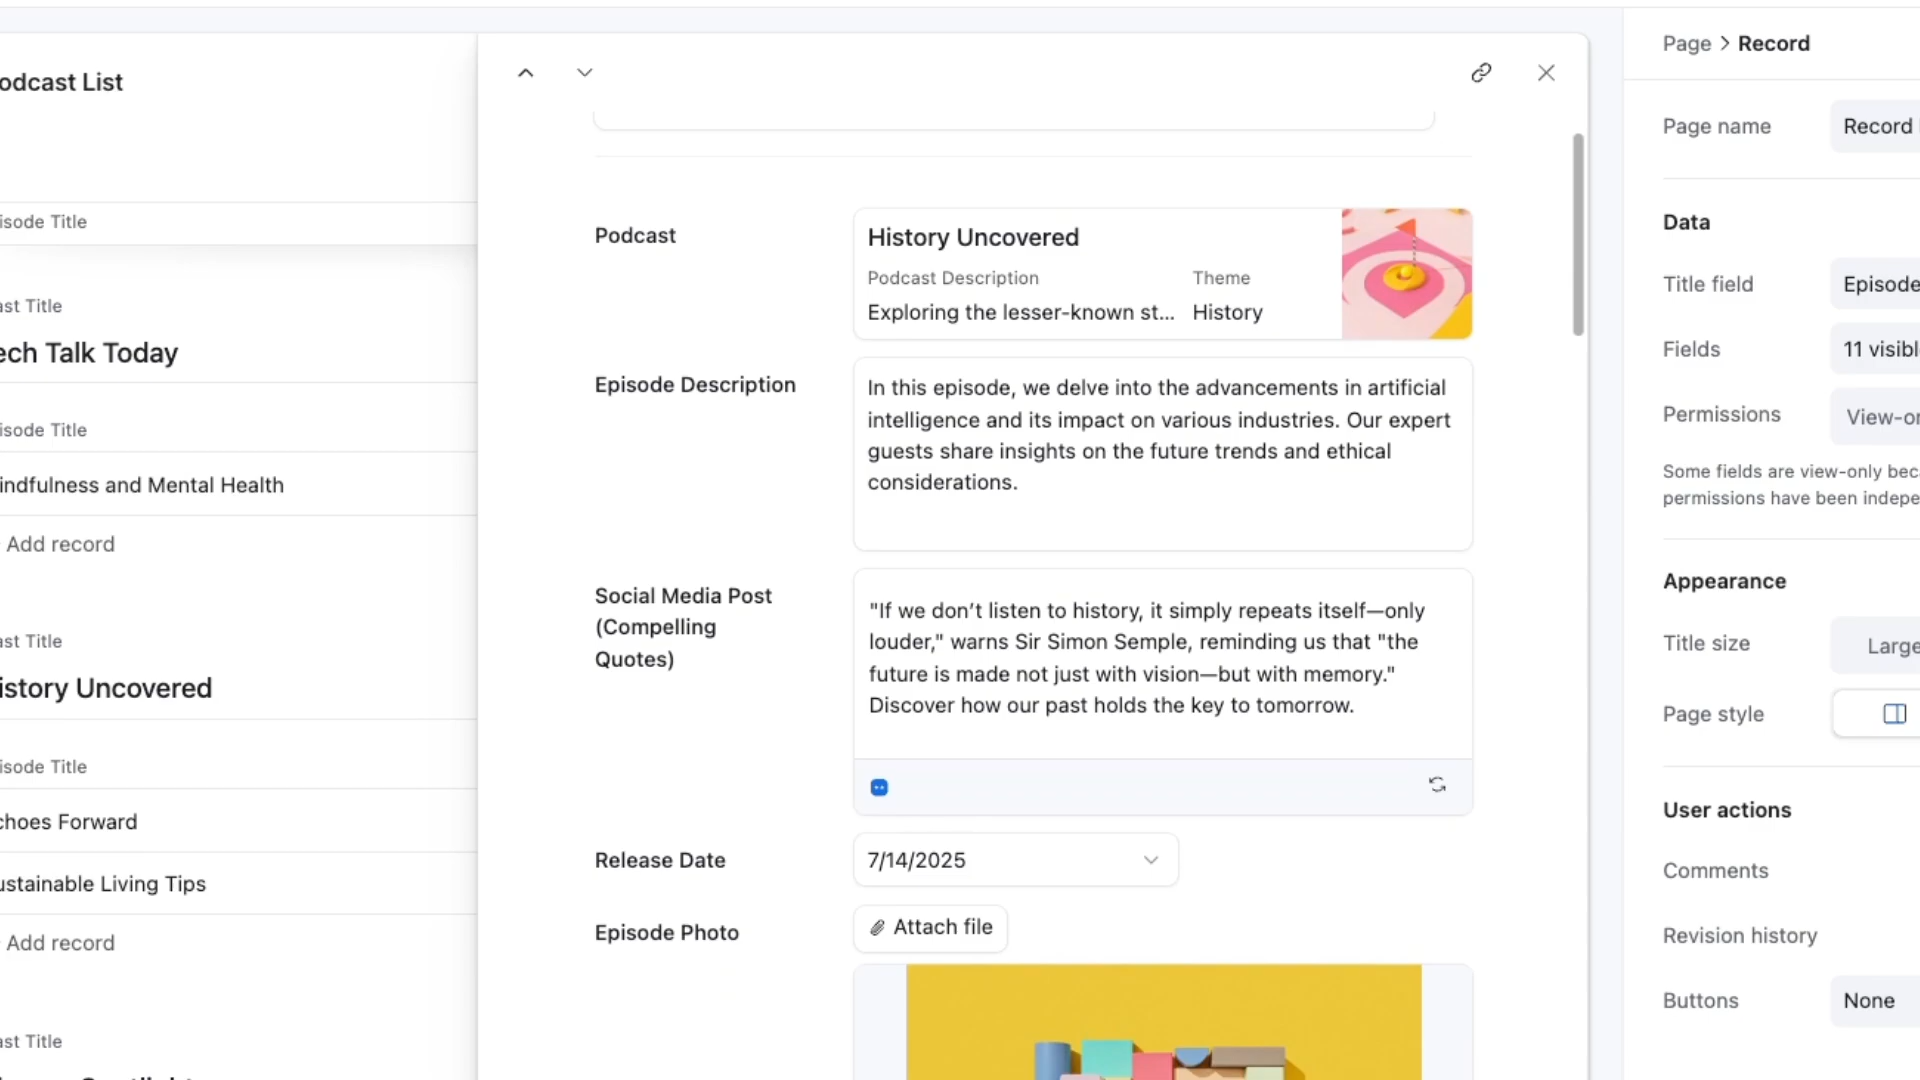 odcast List
isode Title
ast Title
ech Talk Today
isode Title
indfulness and Mental Health
Add record
ast Title
istory Uncovered
isode Title
choes Forward
ustainable Living Tips
Add record
ast Title
Podcast
History Uncovered
Podcast Description
Theme
Exploring the lesser-known st...
History
Episode Description
In this episode, we delve into the advancements in artificial
intelligence and its impact on various industries. Our expert
guests share insights on the future trends and ethical
considerations.
Social Media Post
(Compelling
Quotes)
"If we don’t listen to history, it simply repeats itself—only
louder," warns Sir Simon Semple, reminding us that "the
future is made not just with vision—but with memory."
Discover how our past holds the key to tomorrow.
Release Date
7/14/2025
Episode Photo
Attach file
Page > Record
Page name
Record
Data
Title field
Episode
Fields
11 visibl
Permissions
View-on
Some fields are view-only bec
permissions have been indepe
Appearance
Title size
Large
Page style
User actions
Comments
Revision history
Buttons
None